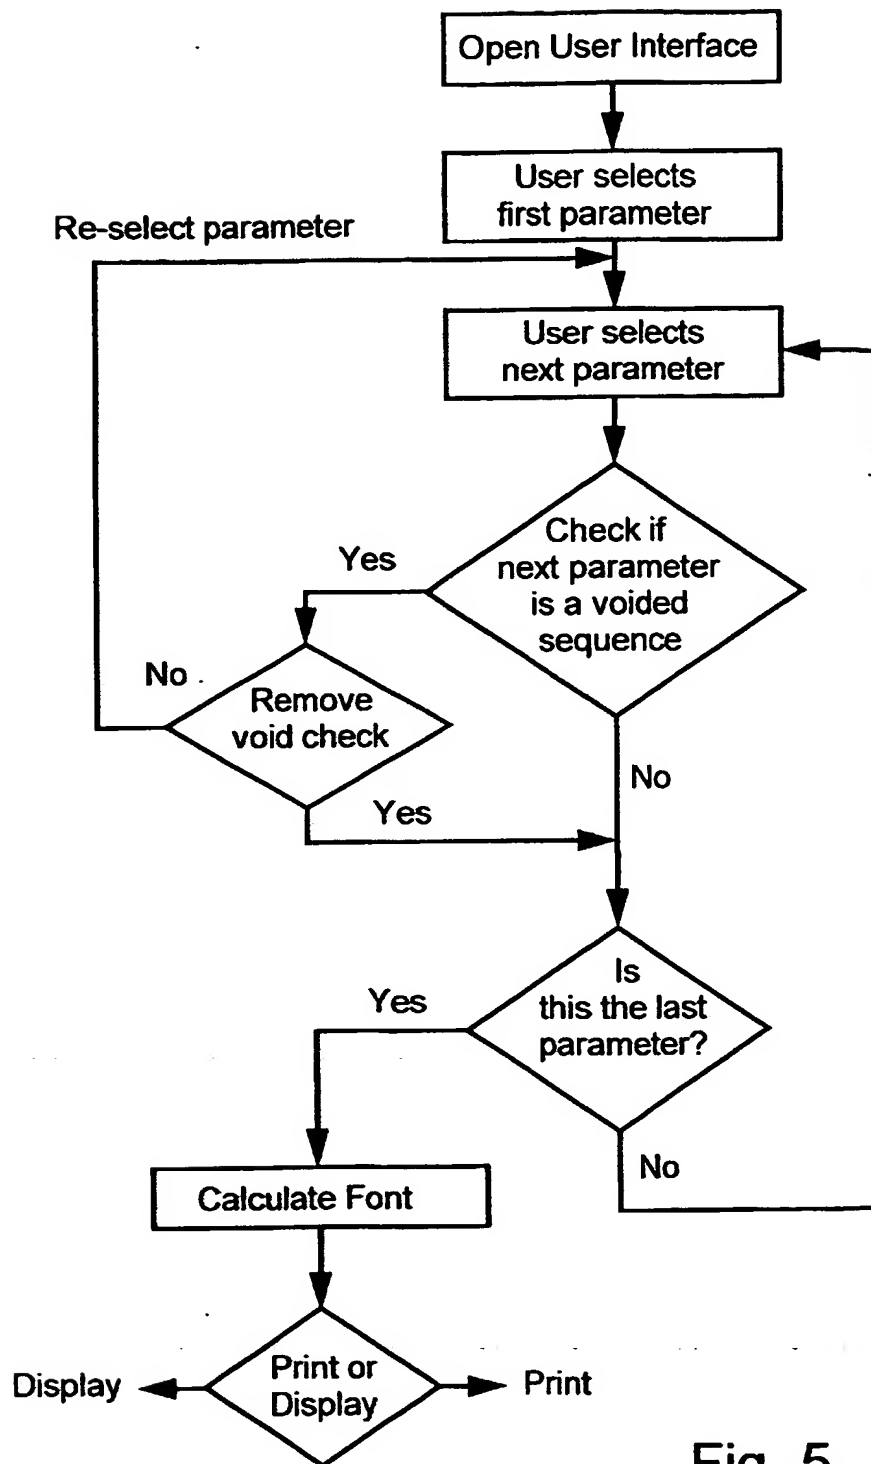 Open User Interface
User selects
first parameter
Re-select parameter
User selects
next parameter
Check if
next parameter
is a voided
sequence
Yes
No
Remove
void check
No
Yes
Is
this the last
parameter?
Yes
No
Calculate Font
Print or
Display
Display
Print
Fig. 5